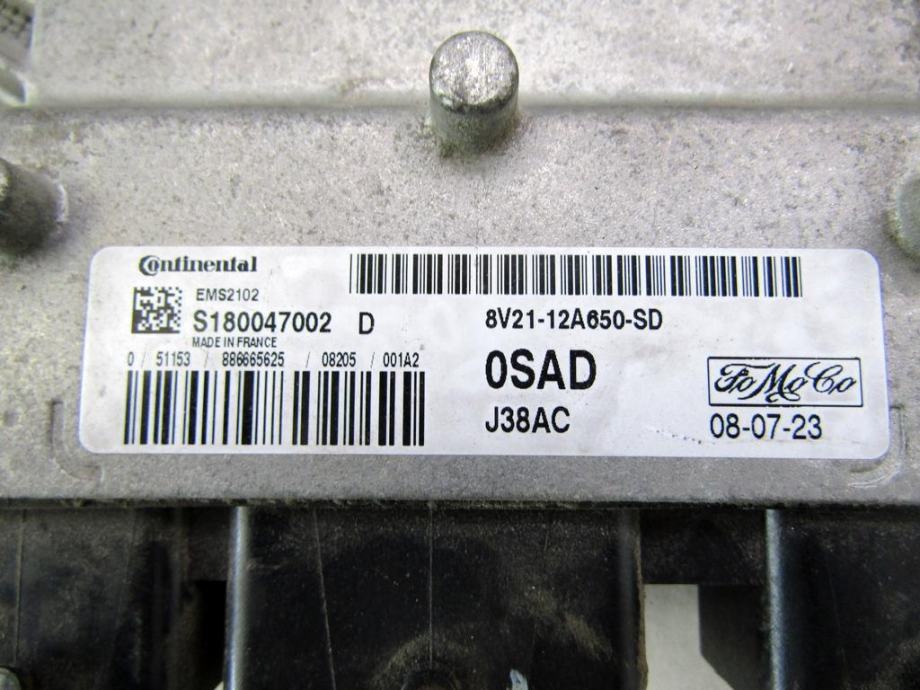 Continental
EMS2102
S180047002 D
MADE IN FRANCE
0 / 51153 / 886665625 / 08205 / 001A2
8V21-12A650-SD
0SAD
J38AC
FoMoCo
08-07-23